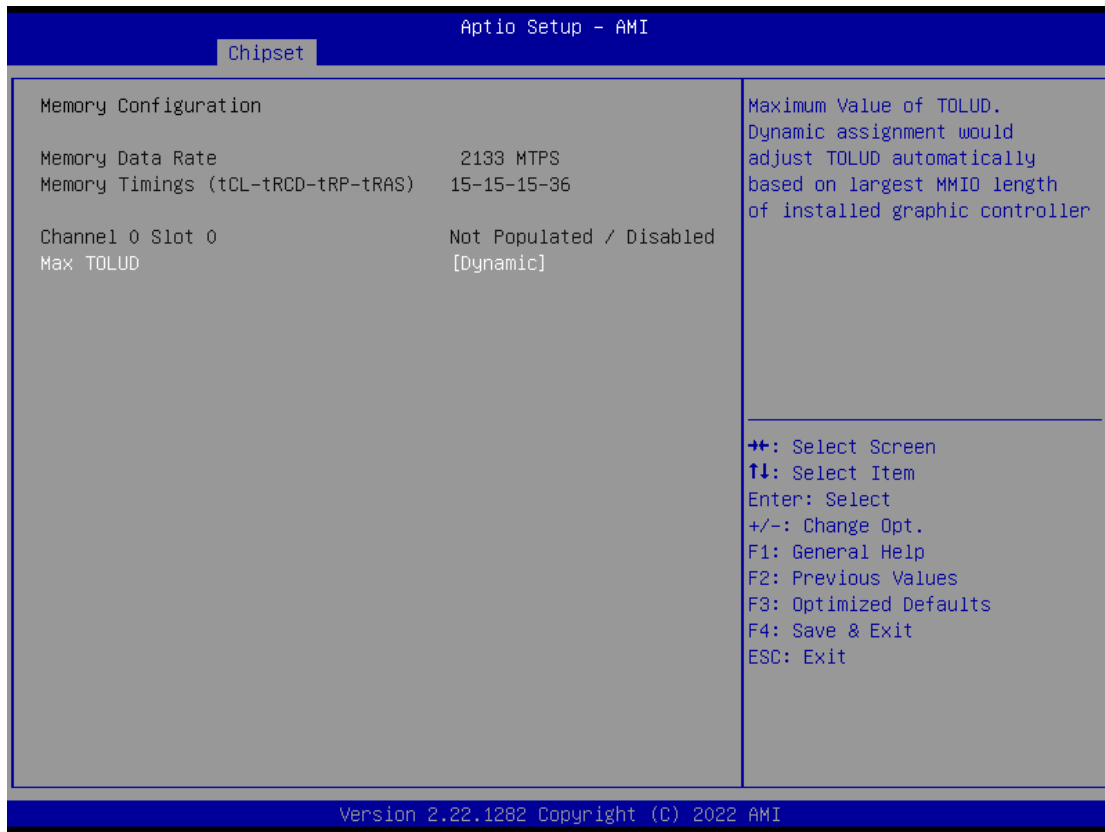 Aptio Setup – AMI
Chipset
Memory Configuration
Memory Data Rate 2133 MTPS
Memory Timings (tCL-tRCD-tRP-tRAS) 15-15-15-36
Channel 0 Slot 0 Not Populated / Disabled
Max TOLUD [Dynamic]
Maximum Value of TOLUD.
Dynamic assignment would
adjust TOLUD automatically
based on largest MMIO length
of installed graphic controller
→←: Select Screen
↑↓: Select Item
Enter: Select
+/-: Change Opt.
F1: General Help
F2: Previous Values
F3: Optimized Defaults
F4: Save & Exit
ESC: Exit
Version 2.22.1282 Copyright (C) 2022 AMI